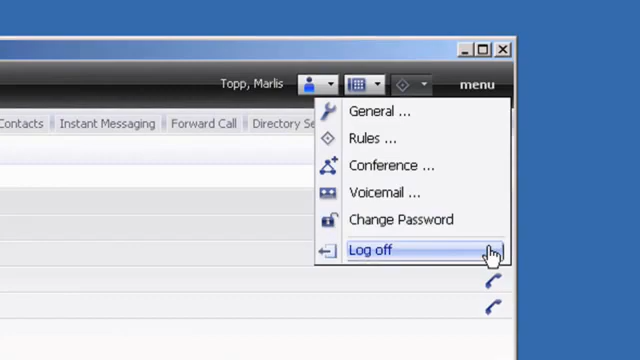 Topp, Marlis
menu
Contacts
Instant Messaging
Forward Call
Directory Se
General ...
Rules ...
Conference ...
Voicemail ...
Change Password
Log off